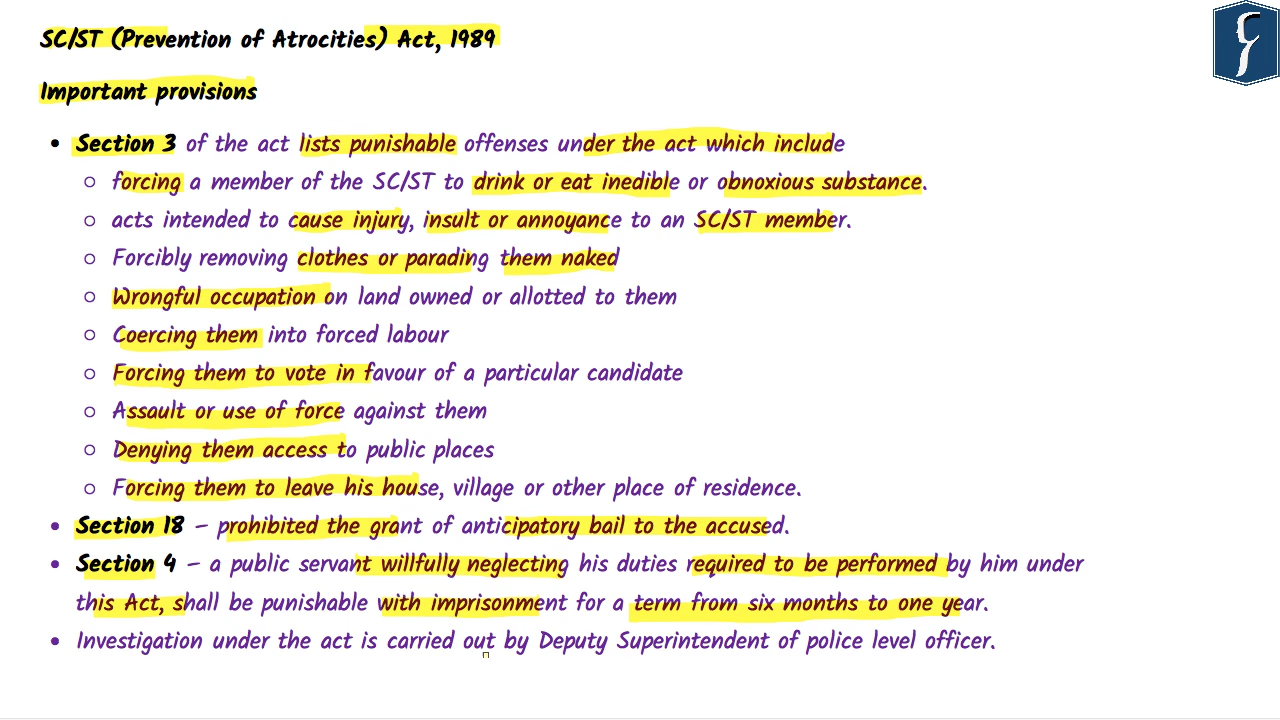 SC/ST (Prevention of Atrocities) Act, 1989
Important provisions
• Section 3 of the act lists punishable offenses under the act which include
○ forcing a member of the SC/ST to drink or eat inedible or obnoxious substance.
○ acts intended to cause injury, insult or annoyance to an SC/ST member.
○ Forcibly removing clothes or parading them naked
○ Wrongful occupation on land owned or allotted to them
○ Coercing them into forced labour
○ Forcing them to vote in favour of a particular candidate
○ Assault or use of force against them
○ Denying them access to public places
○ Forcing them to leave his house, village or other place of residence.
• Section 18 – prohibited the grant of anticipatory bail to the accused.
• Section 4 – a public servant willfully neglecting his duties required to be performed by him under
this Act, shall be punishable with imprisonment for a term from six months to one year.
• Investigation under the act is carried out by Deputy Superintendent of police level officer.